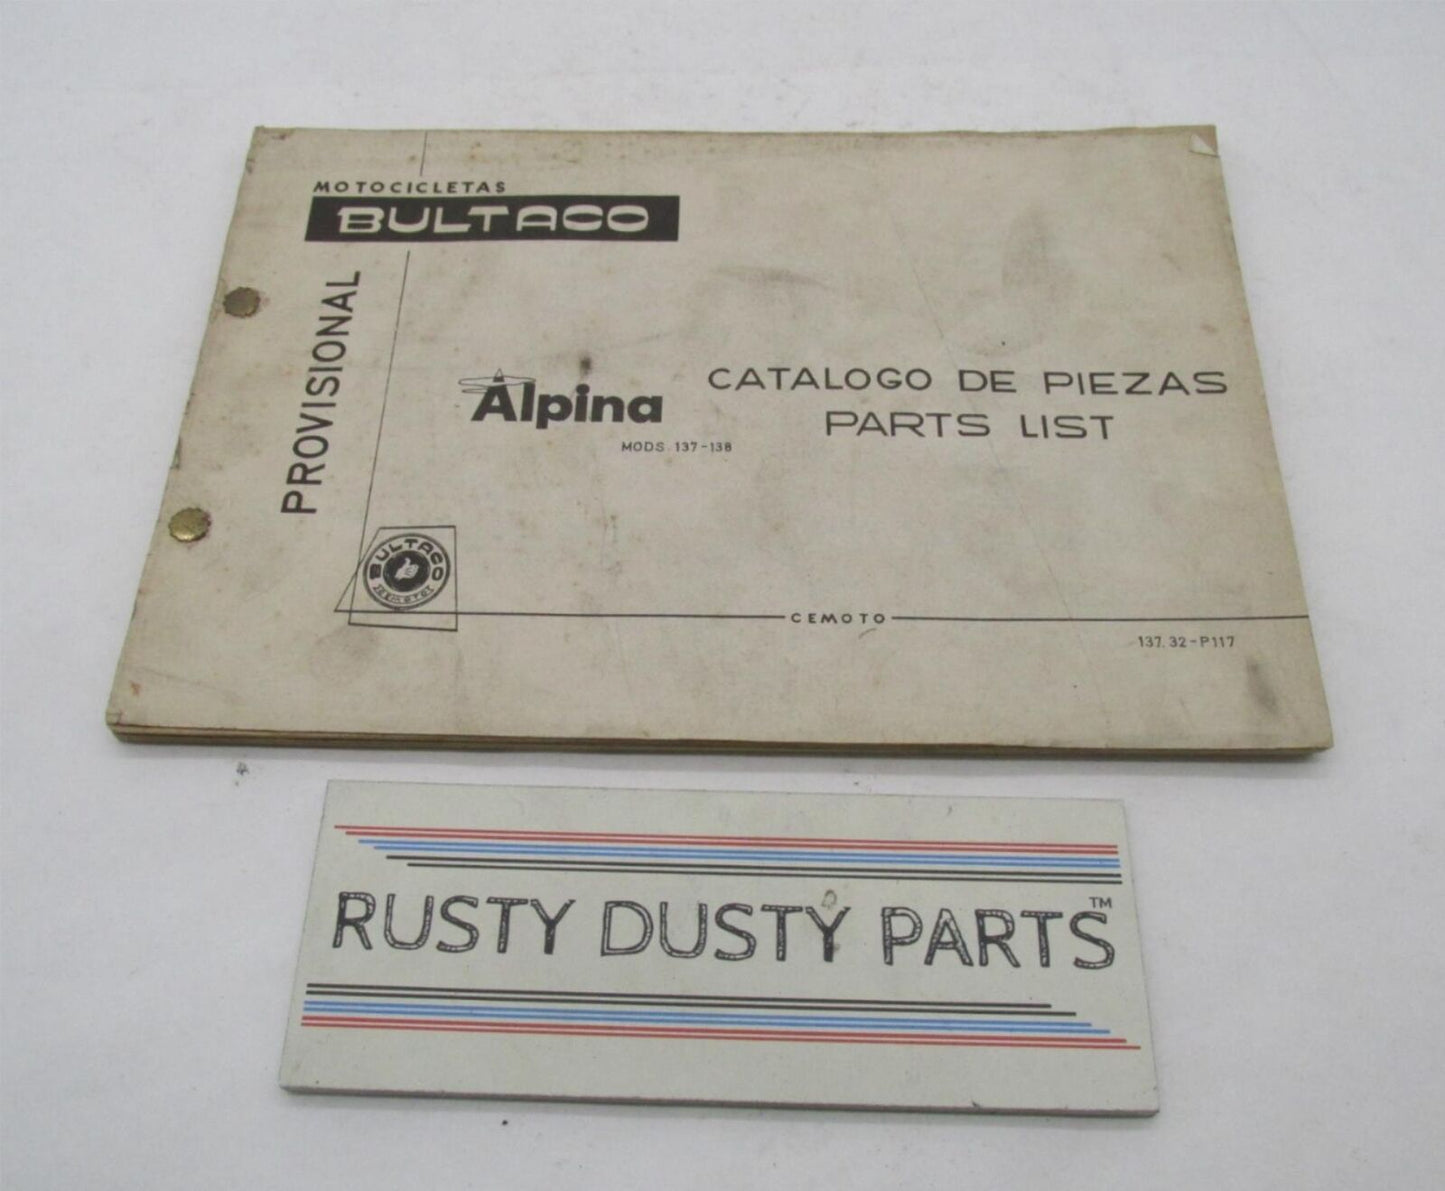 MOTOCICLETAS
BULTACO
PROVISIONAL
Alpina
MODS. 137-138
CATALOGO DE PIEZAS
PARTS LIST
BULTACO
CEMOTO
137.32-P117
RUSTY DUSTY PARTS™